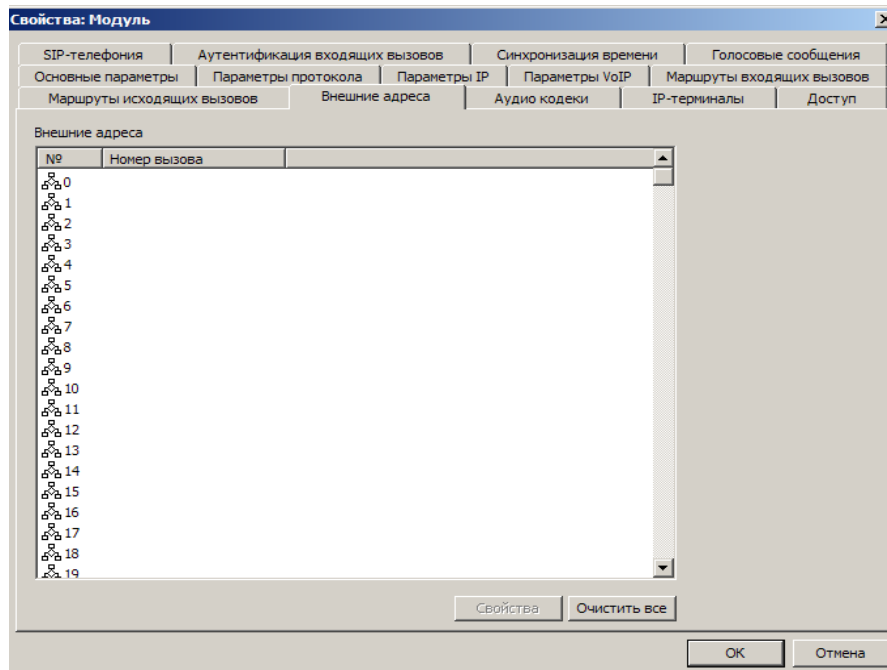 Свойства: Модуль
SIP-телефония Аутентификация входящих вызовов Синхронизация времени Голосовые сообщения
Основные параметры Параметры протокола Параметры IP Параметры VoIP Маршруты входящих вызовов
Маршруты исходящих вызовов Внешние адреса Аудио кодеки IP-терминалы Доступ
Внешние адреса
№ Номер вызова
0
1
2
3
4
5
6
7
8
9
10
11
12
13
14
15
16
17
18
19
Свойства Очистить все
OK Отмена